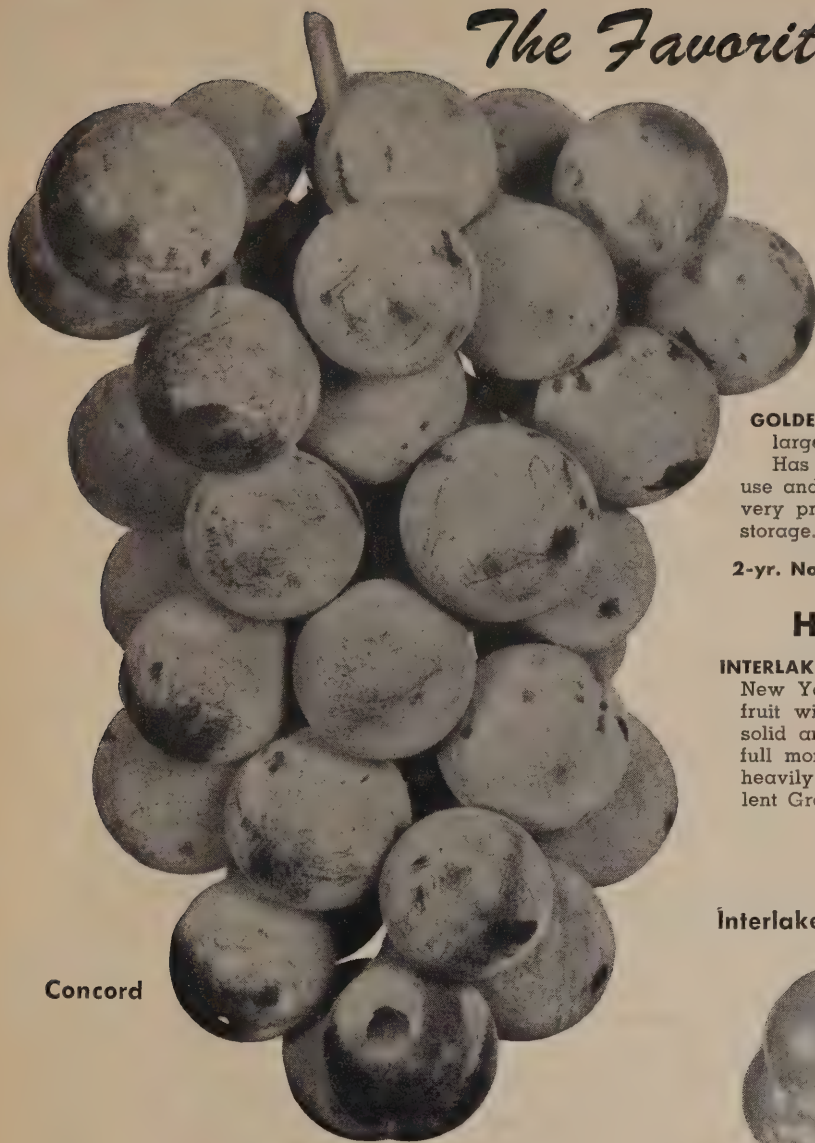 The Favorit
GOLDE
large
Has
use and
very pr
storage.
2-yr. No
H
INTERLAK
New Yo
fruit wi
solid an
full mor
heavily
lent Gr
Interlake
Concord